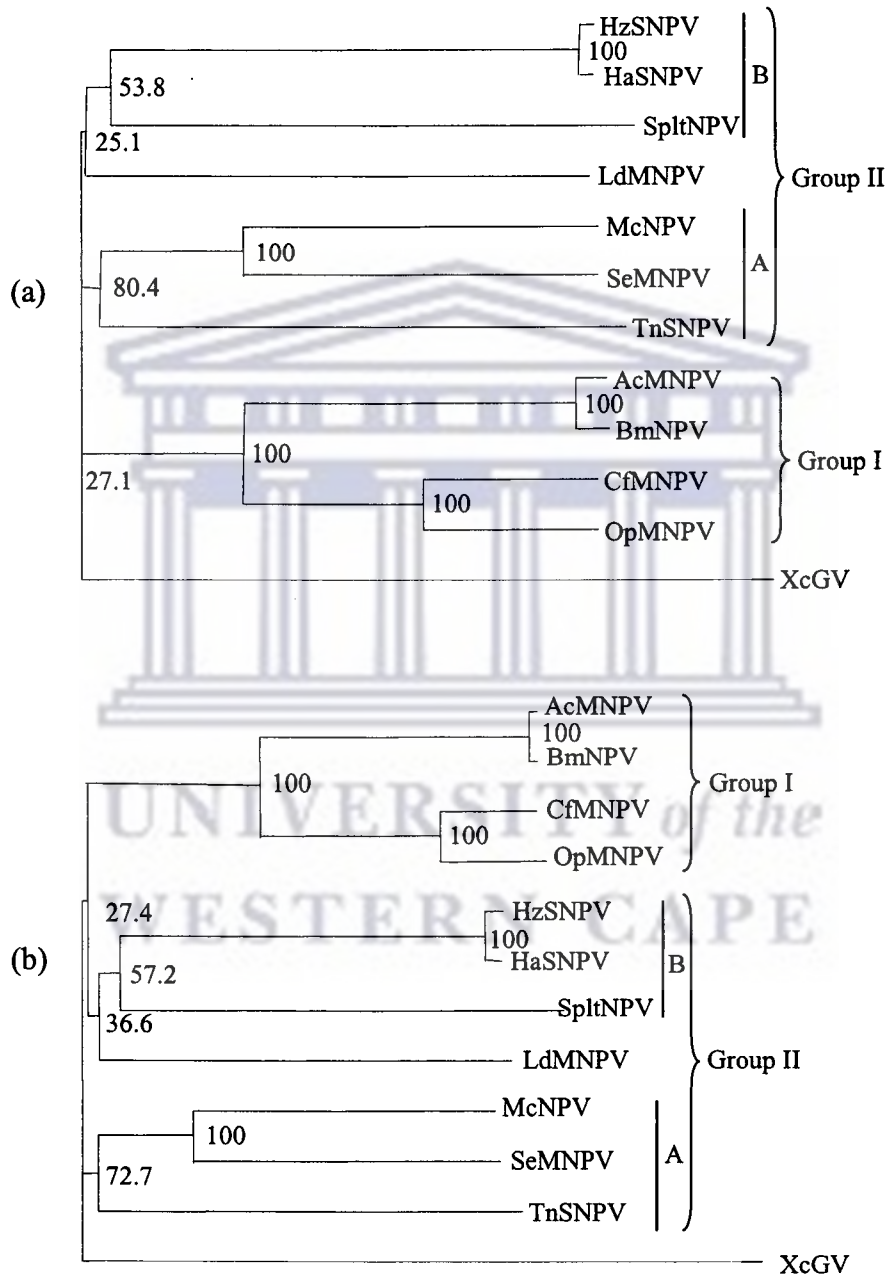 HzSNPV
100
HaSNPV
B
53.8
SpltNPV
25.1
LdMNPV
Group II
McNPV
100
A
(a)
SeMNPV
80.4
TnSNPV
AcMNPV
100
BmNPV
100
Group I
27.1
CfMNPV
100
OpMNPV
XcGV
AcMNPV
100
BmNPV
Group I
100
CfMNPV
100
OpMNPV
UNIVERSITY of the
WESTERN CAPE
27.4
HzSNPV
100
HaSNPV
B
(b)
57.2
SpltNPV
36.6
LdMNPV
Group II
McNPV
100
A
SeMNPV
72.7
TnSNPV
XcGV